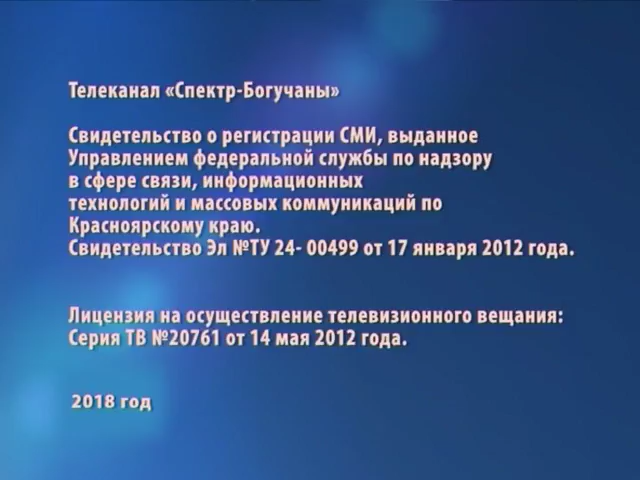 Телеканал «Спектр-Богучаны»
Свидетельство о регистрации СМИ, выданное
Управлением федеральной службы по надзору
в сфере связи, информационных
технологий и массовых коммуникаций по
Красноярскому краю.
Свидетельство Эл №ТУ 24- 00499 от 17 января 2012 года.
Лицензия на осуществление телевизионного вещания:
Серия ТВ №20761 от 14 мая 2012 года.
2018 год